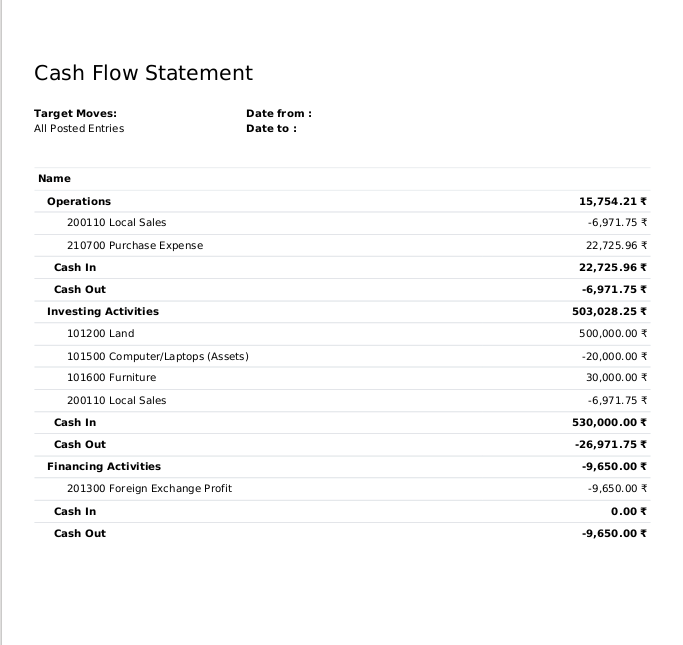 Cash Flow Statement
Target Moves: Date from :
All Posted Entries Date to :
Name
Operations 15,754.21 ₹
200110 Local Sales -6,971.75 ₹
210700 Purchase Expense 22,725.96 ₹
Cash In 22,725.96 ₹
Cash Out -6,971.75 ₹
Investing Activities 503,028.25 ₹
101200 Land 500,000.00 ₹
101500 Computer/Laptops (Assets) -20,000.00 ₹
101600 Furniture 30,000.00 ₹
200110 Local Sales -6,971.75 ₹
Cash In 530,000.00 ₹
Cash Out -26,971.75 ₹
Financing Activities -9,650.00 ₹
201300 Foreign Exchange Profit -9,650.00 ₹
Cash In 0.00 ₹
Cash Out -9,650.00 ₹